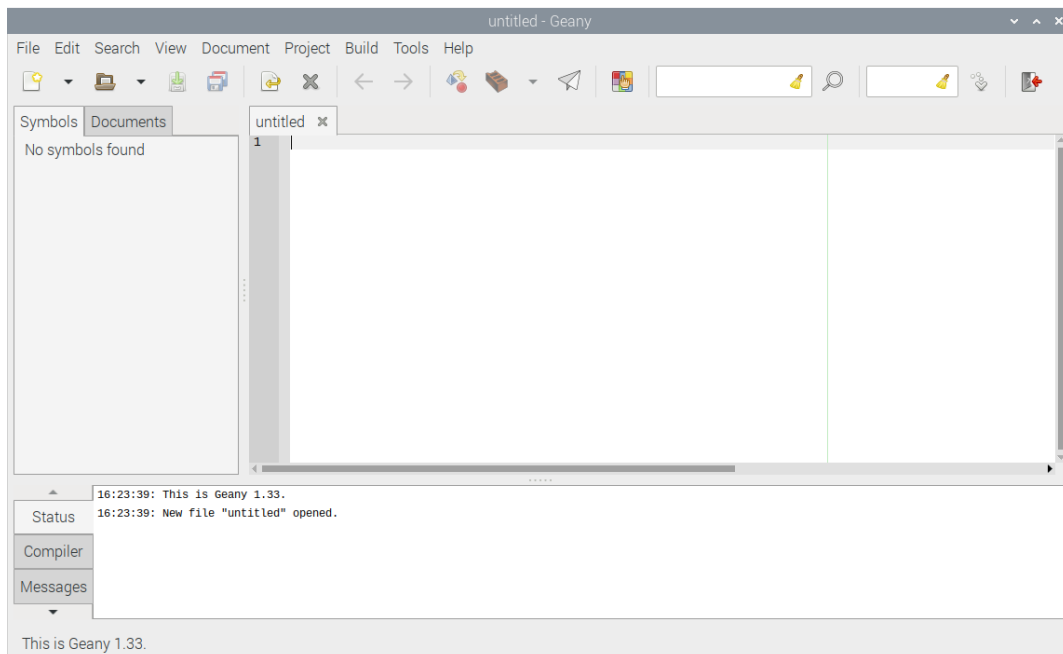 untitled - Geany
File Edit Search View Document Project Build Tools Help
Symbols Documents
No symbols found
untitled
1
16:23:39: This is Geany 1.33.
16:23:39: New file "untitled" opened.
Status
Compiler
Messages
This is Geany 1.33.